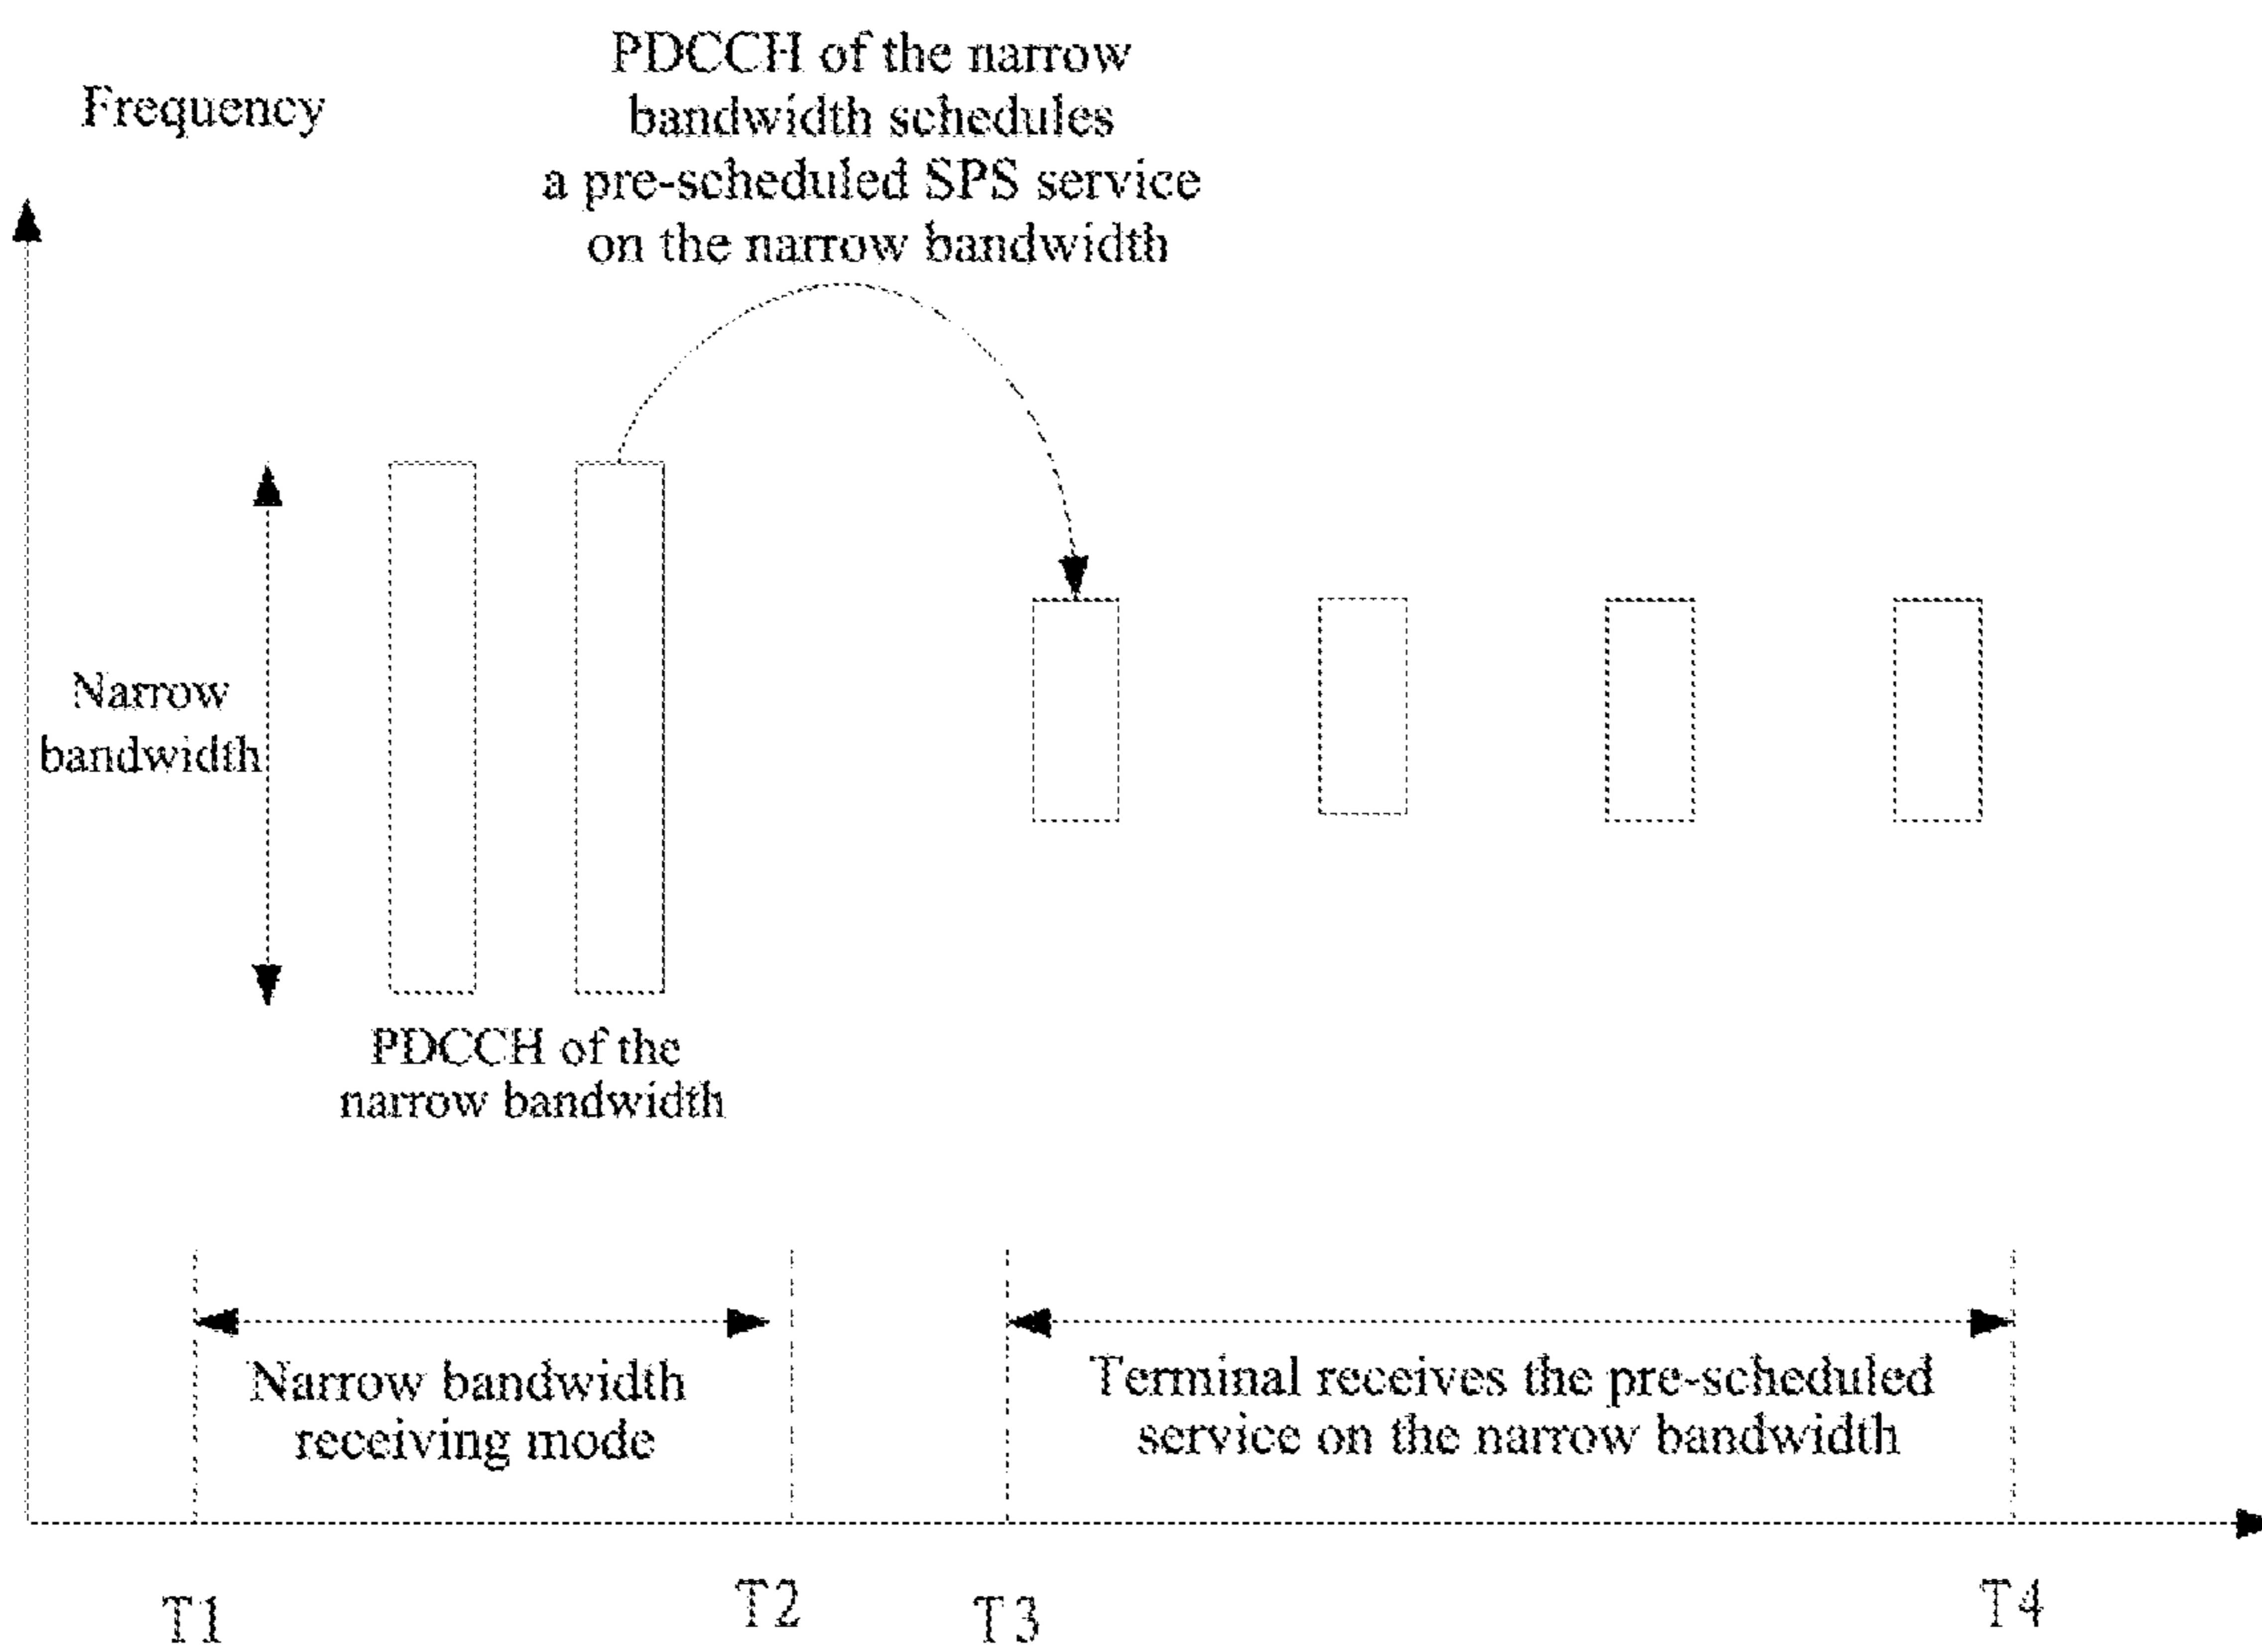 PDCCH of the narrow
bandwidth schedules
a pre-scheduled SPS service
on the narrow bandwidth
Frequency
Narrow
bandwidth
PDCCH of the
narrow bandwidth
Narrow bandwidth
receiving mode
Terminal receives the pre-scheduled
service on the narrow bandwidth
T1
T2
T3
T4